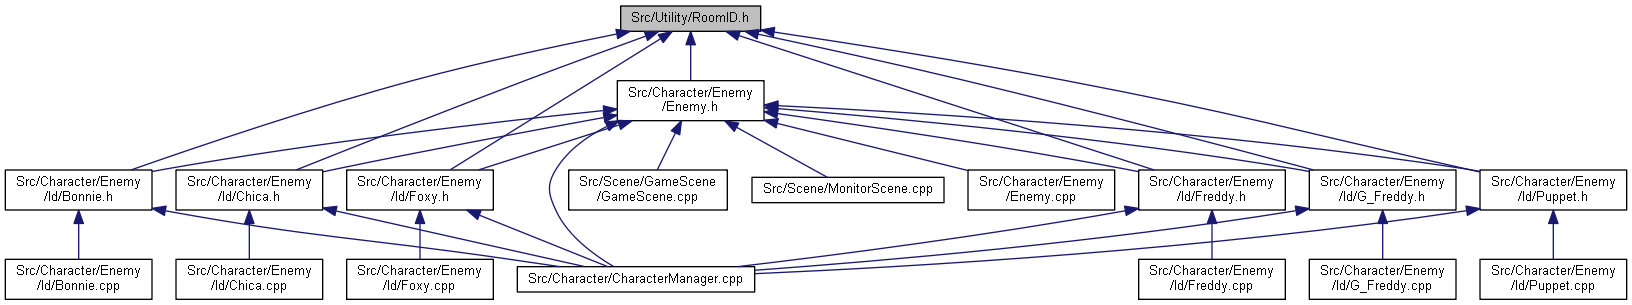 Src/Utility/RoomID.h
Src/Character/Enemy
/Enemy.h
Src/Character/Enemy
/Id/Bonnie.h
Src/Character/Enemy
/Id/Chica.h
Src/Character/Enemy
/Id/Foxy.h
Src/Scene/GameScene
/GameScene.cpp
Src/Scene/MonitorScene.cpp
Src/Character/Enemy
/Enemy.cpp
Src/Character/Enemy
/Id/Freddy.h
Src/Character/Enemy
/Id/G_Freddy.h
Src/Character/Enemy
/Id/Puppet.h
Src/Character/Enemy
/Id/Bonnie.cpp
Src/Character/Enemy
/Id/Chica.cpp
Src/Character/Enemy
/Id/Foxy.cpp
Src/Character/CharacterManager.cpp
Src/Character/Enemy
/Id/Freddy.cpp
Src/Character/Enemy
/Id/G_Freddy.cpp
Src/Character/Enemy
/Id/Puppet.cpp